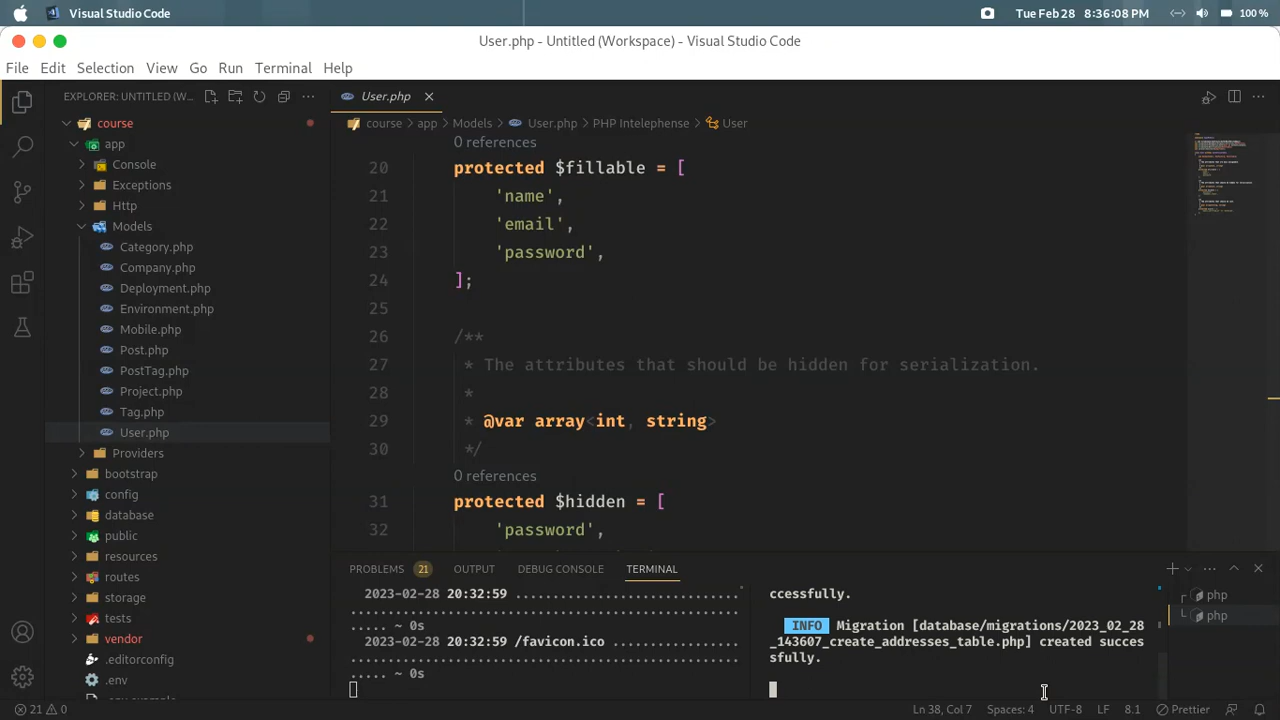 Visual Studio Code
Tue Feb 28 8:36:08 PM
100 %
User.php - Untitled (Workspace) - Visual Studio Code
File Edit Selection View Go Run Terminal Help
EXPLORER: UNTITLED (W...
course
app
Console
Exceptions
Http
Models
Category.php
Company.php
Deployment.php
Environment.php
Mobile.php
Post.php
PostTag.php
Project.php
Tag.php
User.php
Providers
bootstrap
config
database
public
resources
routes
storage
tests
vendor
.editorconfig
.env
User.php
course app Models User.php PHP Intelephense User
0 references
20 protected $fillable = [
21 'name',
22 'email',
23 'password',
24 ];
25
26 /**
27 * The attributes that should be hidden for serialization.
28 *
29 * @var array<int, string>
30 */
0 references
31 protected $hidden = [
32 'password',
PROBLEMS 21 OUTPUT DEBUG CONSOLE TERMINAL
2023-02-28 20:32:59 ................................
..... ~ 0s
2023-02-28 20:32:59 /favicon.ico ................
..... ~ 0s
ccessfully.
INFO Migration [database/migrations/2023_02_28
_143607_create_addresses_table.php] created succes
sfully.
php
php
21 0
Ln 38, Col 7 Spaces: 4 UTF-8 LF 8.1 Prettier